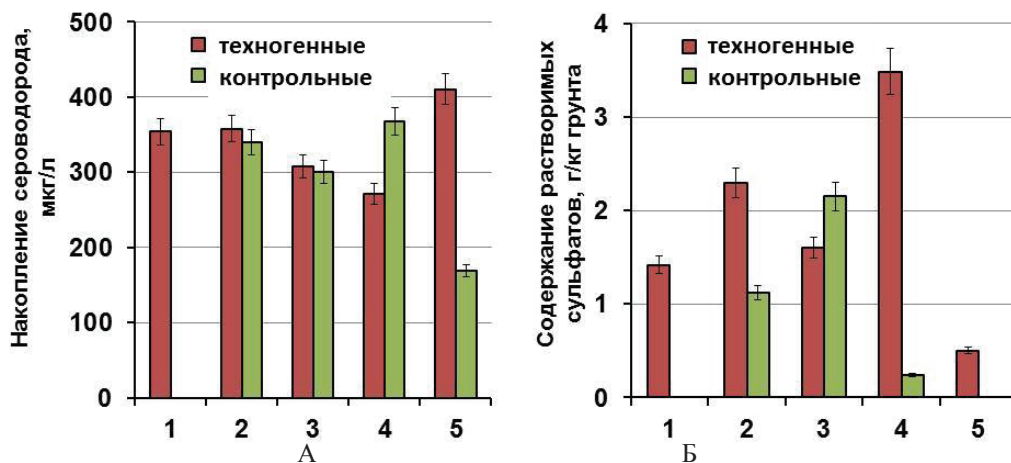 Накопление сероводорода,
мкг/л
500
400
300
200
100
0
техногенные
контрольные
1 2 3 4 5
А
Содержание растворимых
сульфатов, г/кг грунта
4
3
2
1
0
техногенные
контрольные
1 2 3 4 5
Б